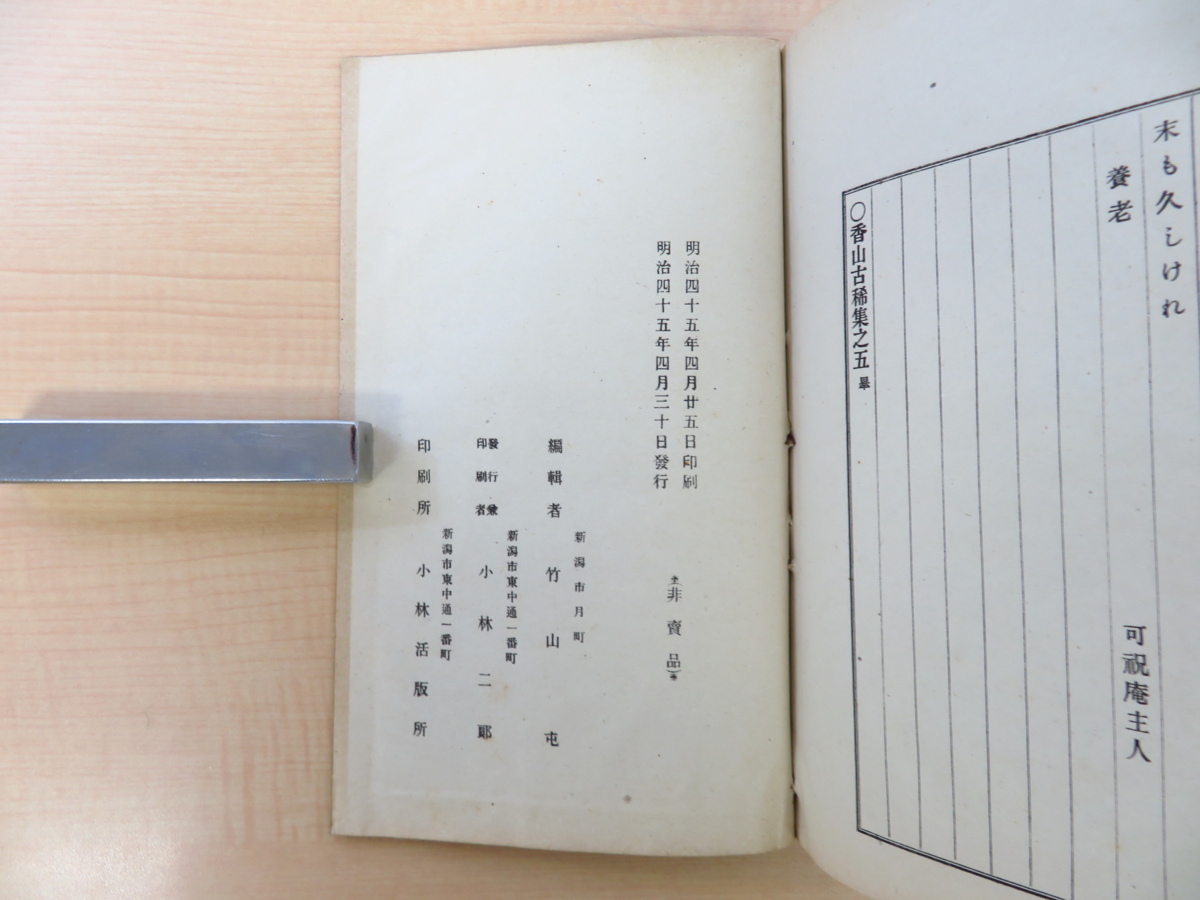 末も久しけれ
養老
可祝庵主人
〇香山古稀集之五 畢
明治四十五年四月廿五日印刷
明治四十五年四月三十日發行
非賣品
新潟市月町
編輯者 竹山屯
新潟市東中通一番町
發行兼印刷者 小林二郎
新潟市東中通一番町
印刷所 小林活版所